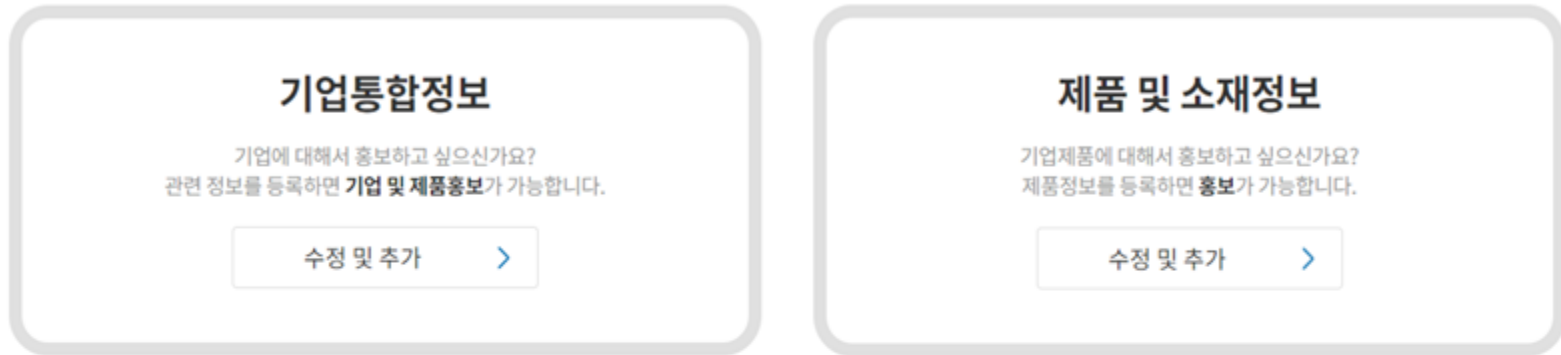 기업통합정보
기업에 대해서 홍보하고 싶으신가요?
관련 정보를 등록하면 기업 및 제품홍보가 가능합니다.
수정 및 추가
제품 및 소재정보
기업제품에 대해서 홍보하고 싶으신가요?
제품정보를 등록하면 홍보가 가능합니다.
수정 및 추가